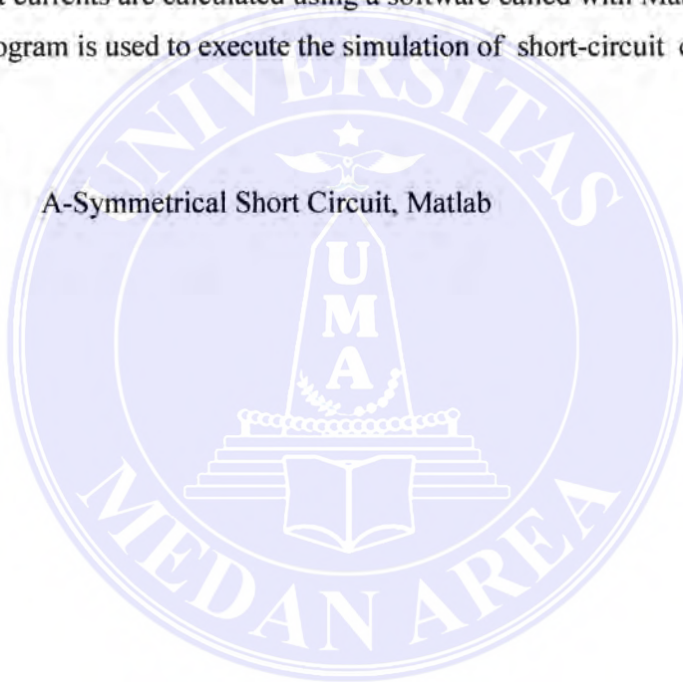 currents are calculated using a software called with
ogram is used to execute the simulation of short-circuit
A-Symmetrical Short Circuit, Matlab
UNIVERSITAS
UMA
MEDAN AREA